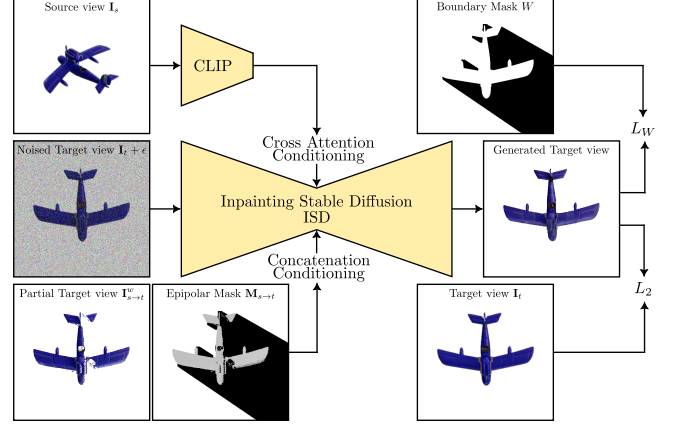 Source view I_s
CLIP
Boundary Mask W
Cross Attention
Conditioning
L_W
Noised Target view I_t + ϵ
Inpainting Stable Diffusion
ISD
Generated Target view
Concatenation
Conditioning
Partial Target view I^w_{s→t}
Epipolar Mask M_{s→t}
Target view I_t
L_2